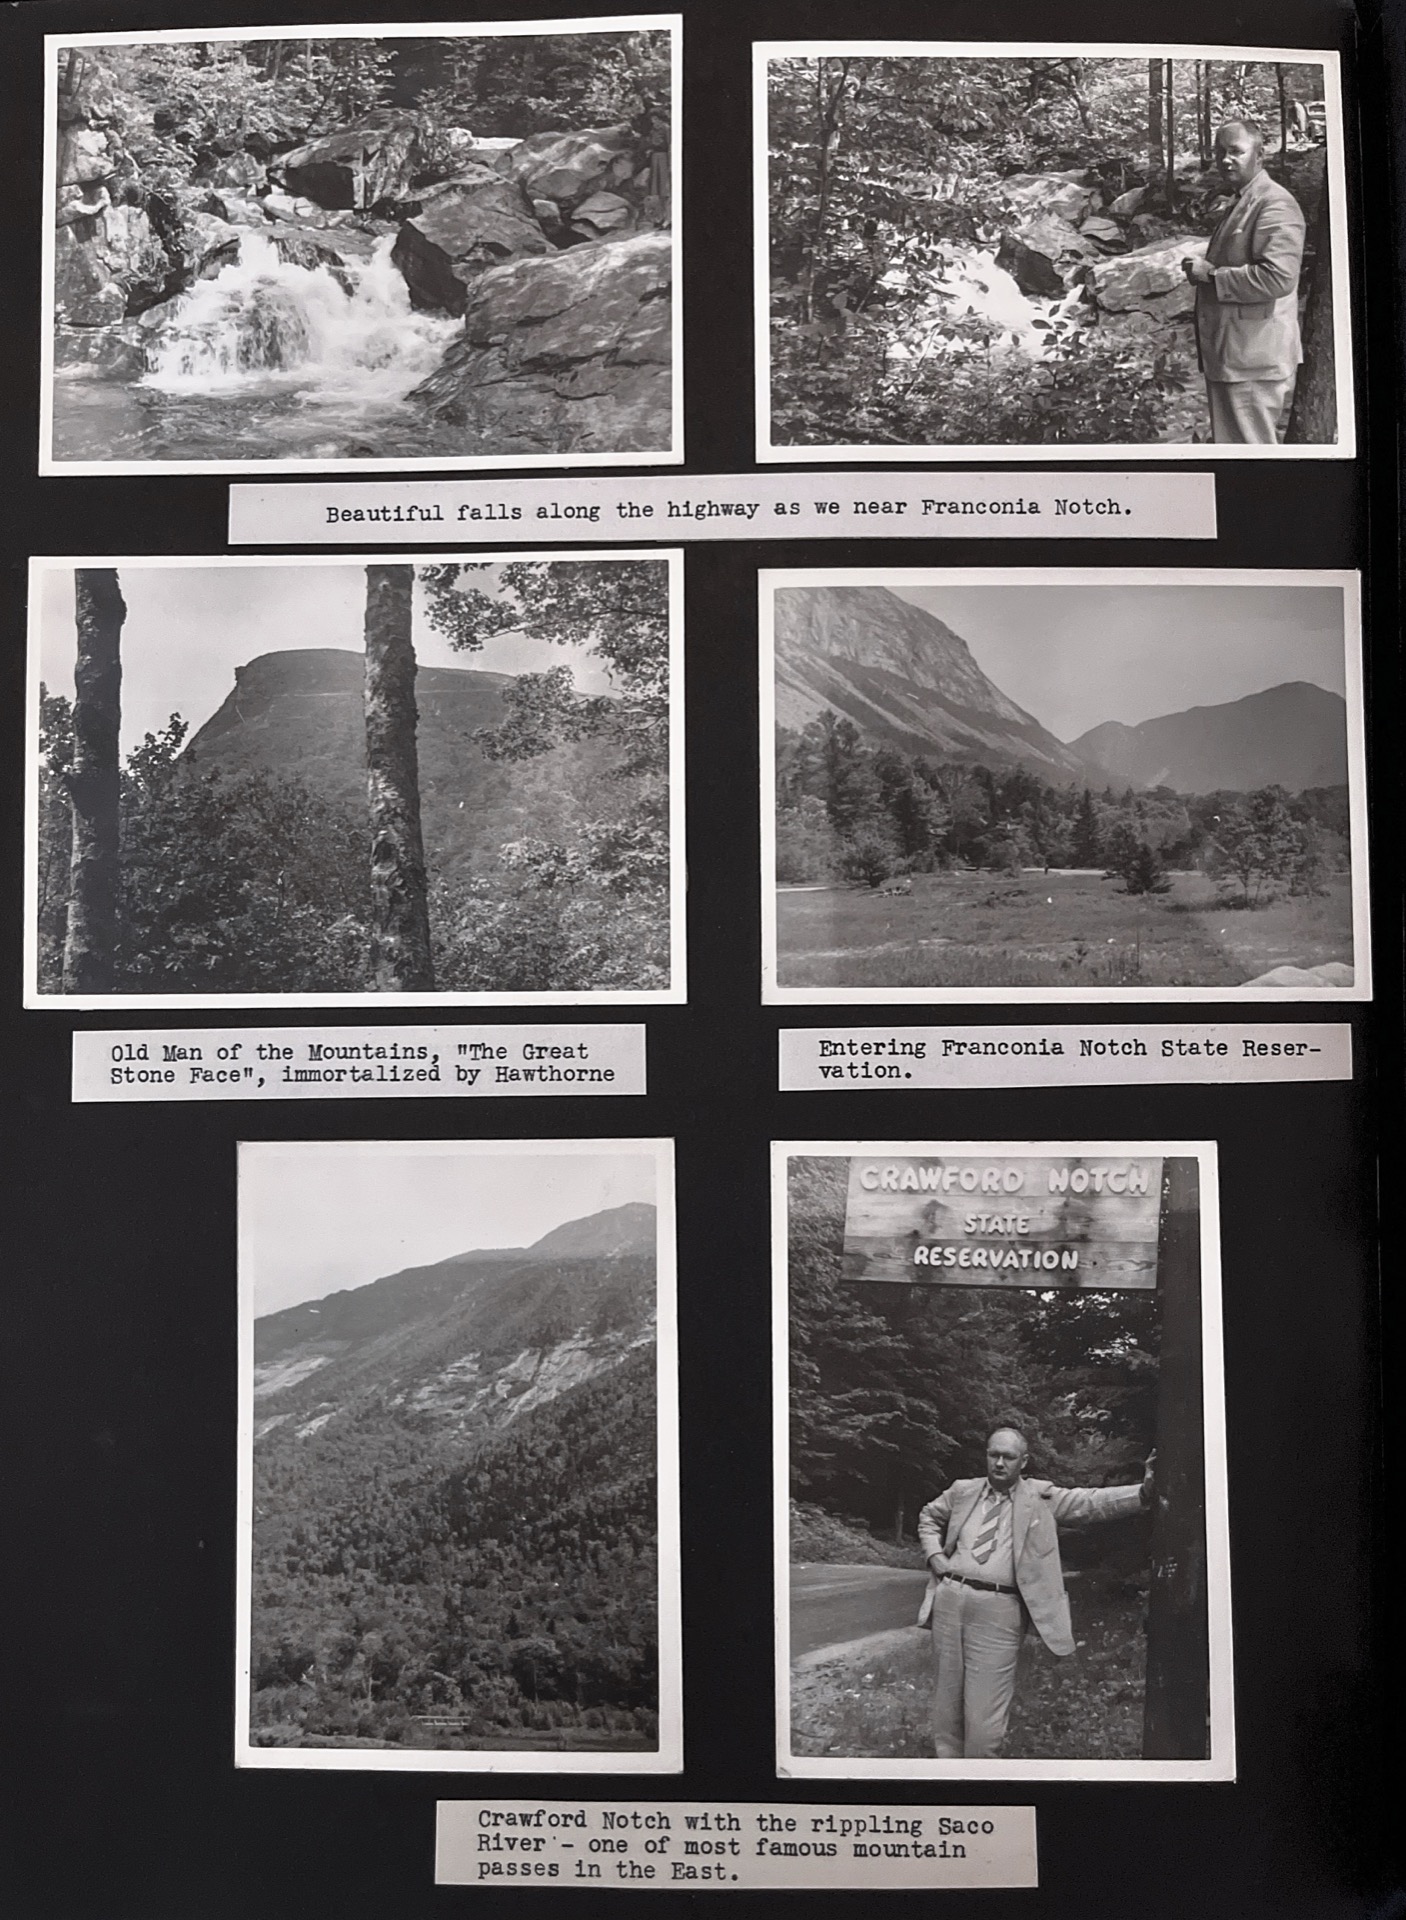 Beautiful falls along the highway as we near Franconia Notch.
Old Man of the Mountains, "The Great
Stone Face", immortalized by Hawthorne
Entering Franconia Notch State Reser-
vation.
CRAWFORD NOTCH
STATE
RESERVATION
Crawford Notch with the rippling Saco
River - one of most famous mountain
passes in the East.